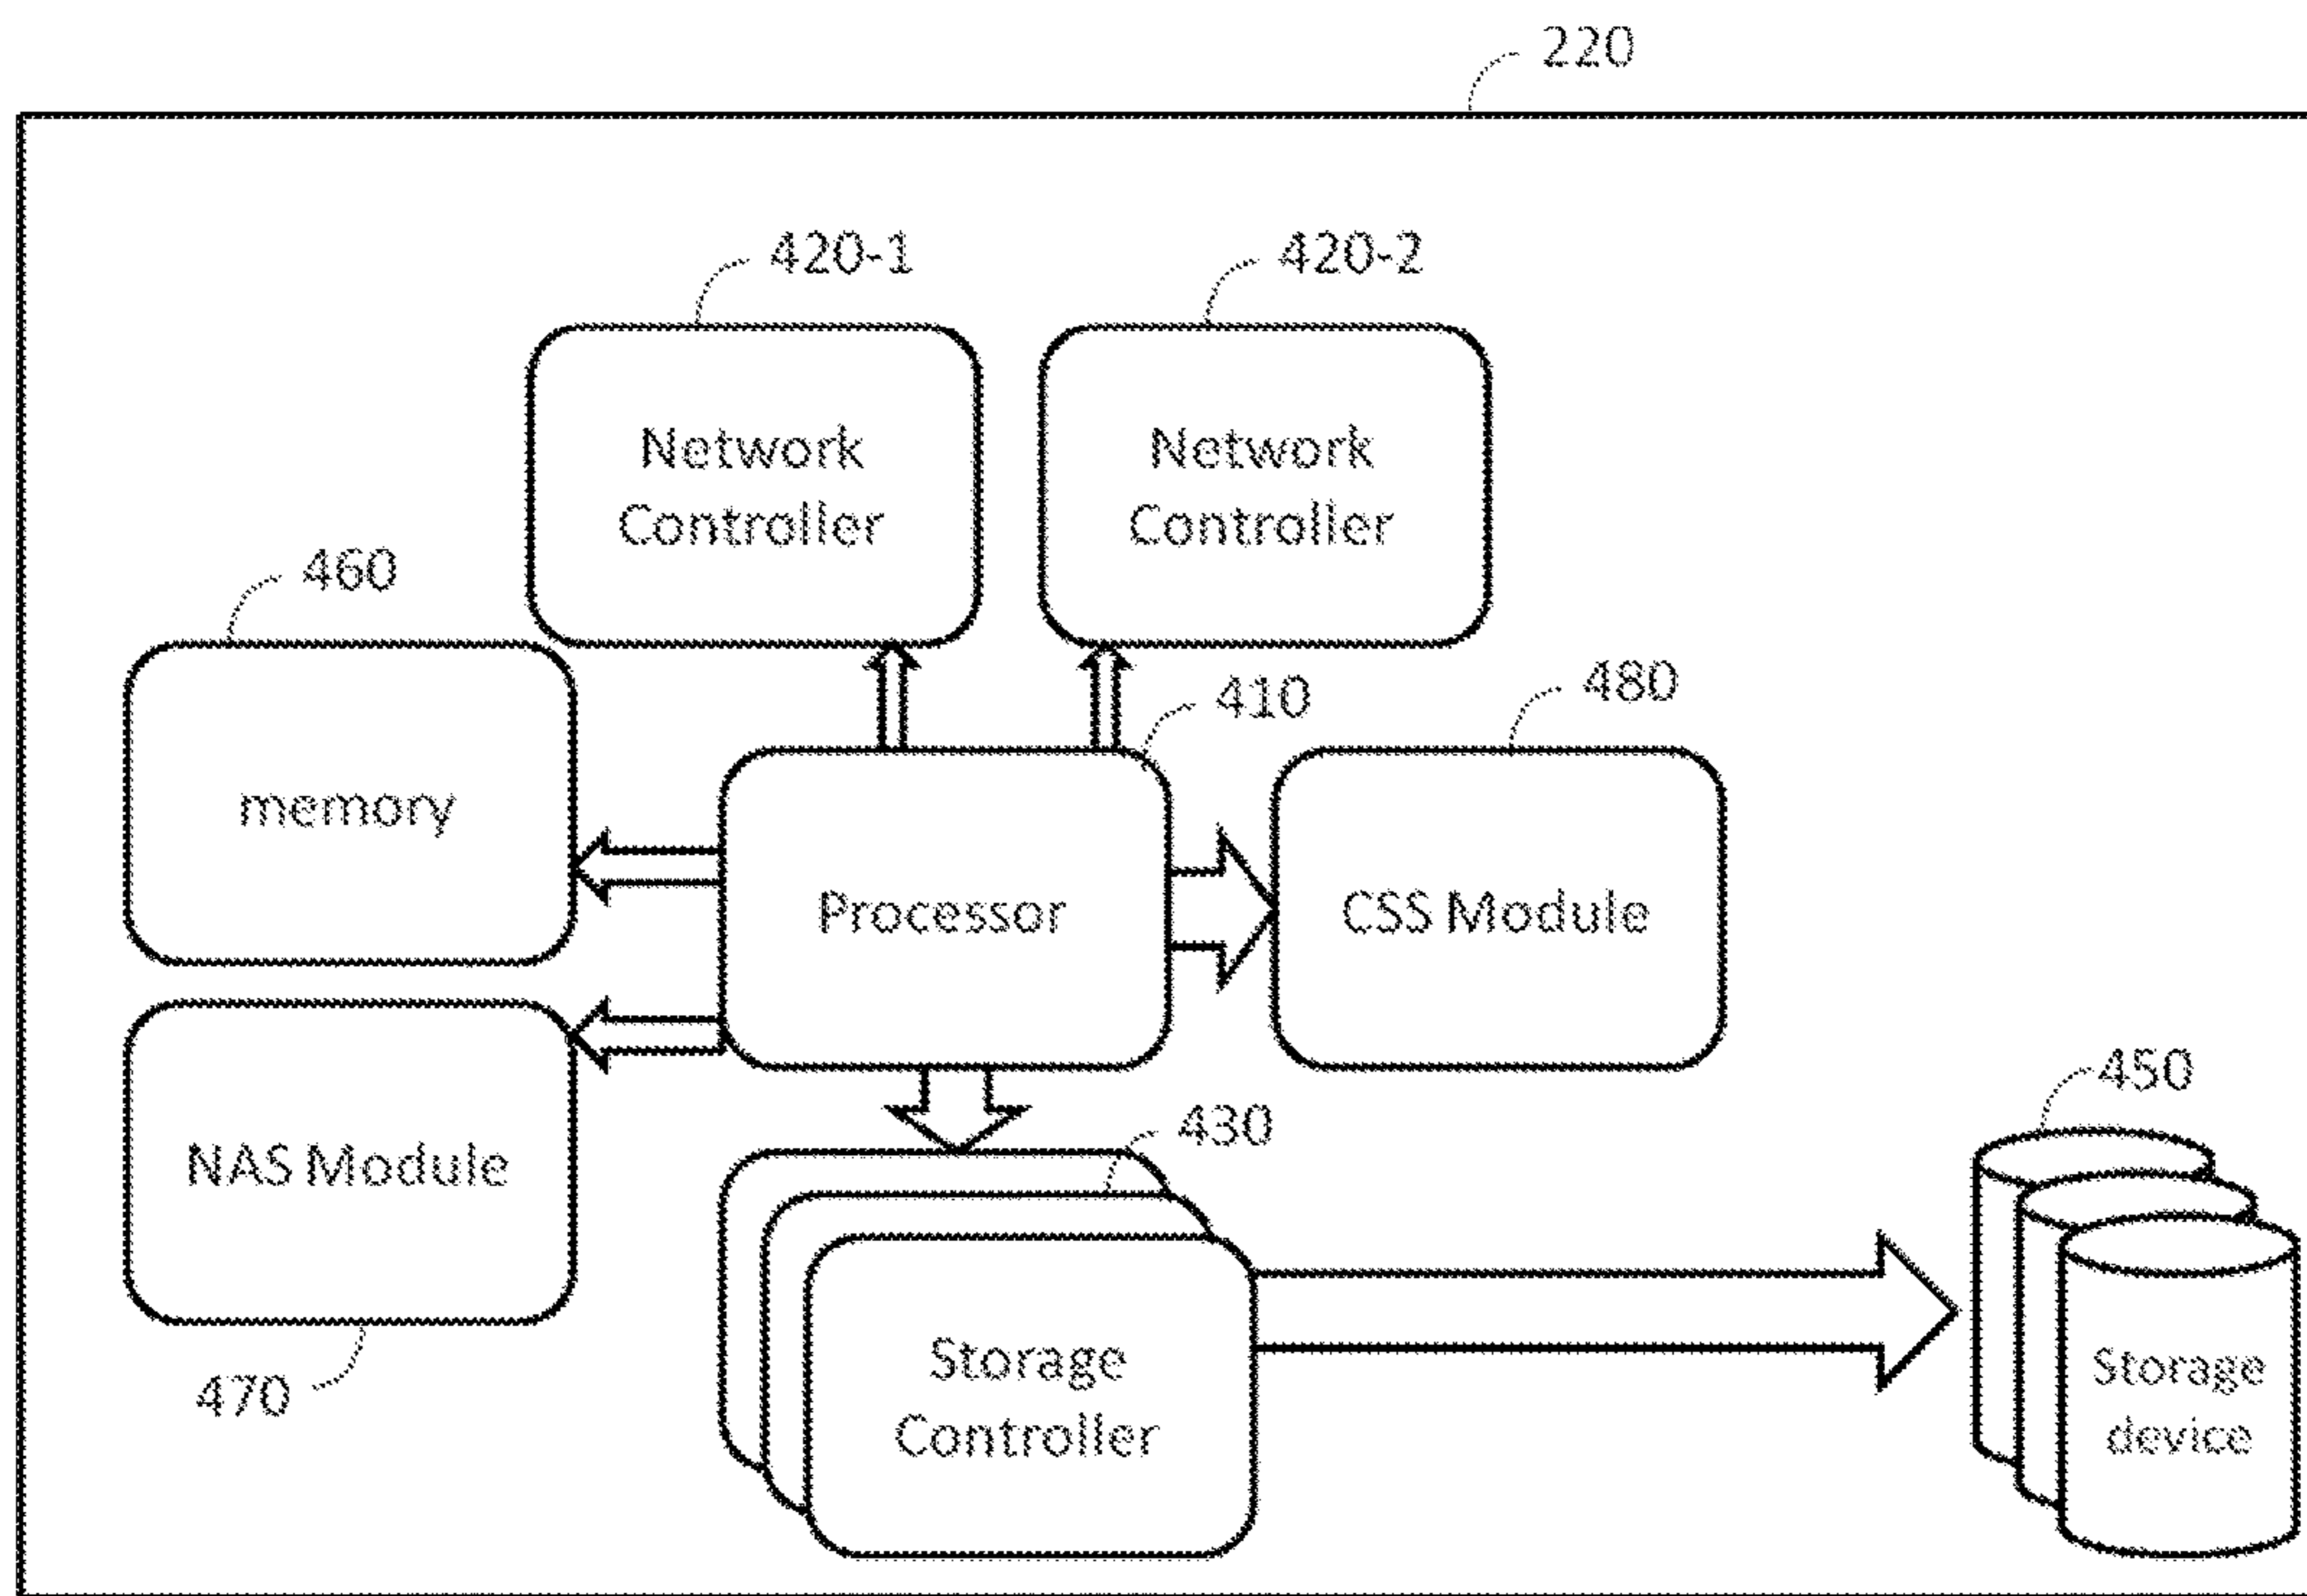 220
420-1
420-2
Network
Controller
Network
Controller
460
410
480
memory
Processor
CSS Module
450
430
NAS Module
Storage
Controller
Storage
device
470